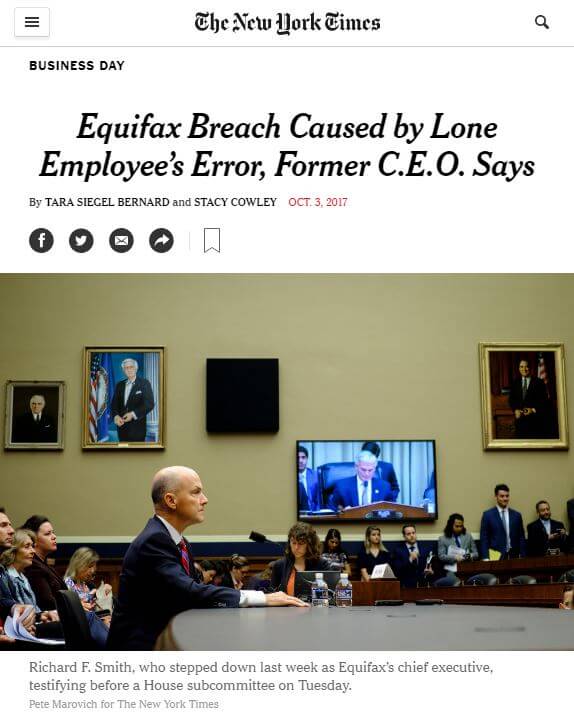 The New York Times
BUSINESS DAY
Equifax Breach Caused by Lone
Employee's Error, Former C.E.O. Says
By TARA SIEGEL BERNARD and STACY COWLEY OCT. 3, 2017
Richard F. Smith, who stepped down last week as Equifax's chief executive,
testifying before a House subcommittee on Tuesday.
Pete Marovich for The New York Times